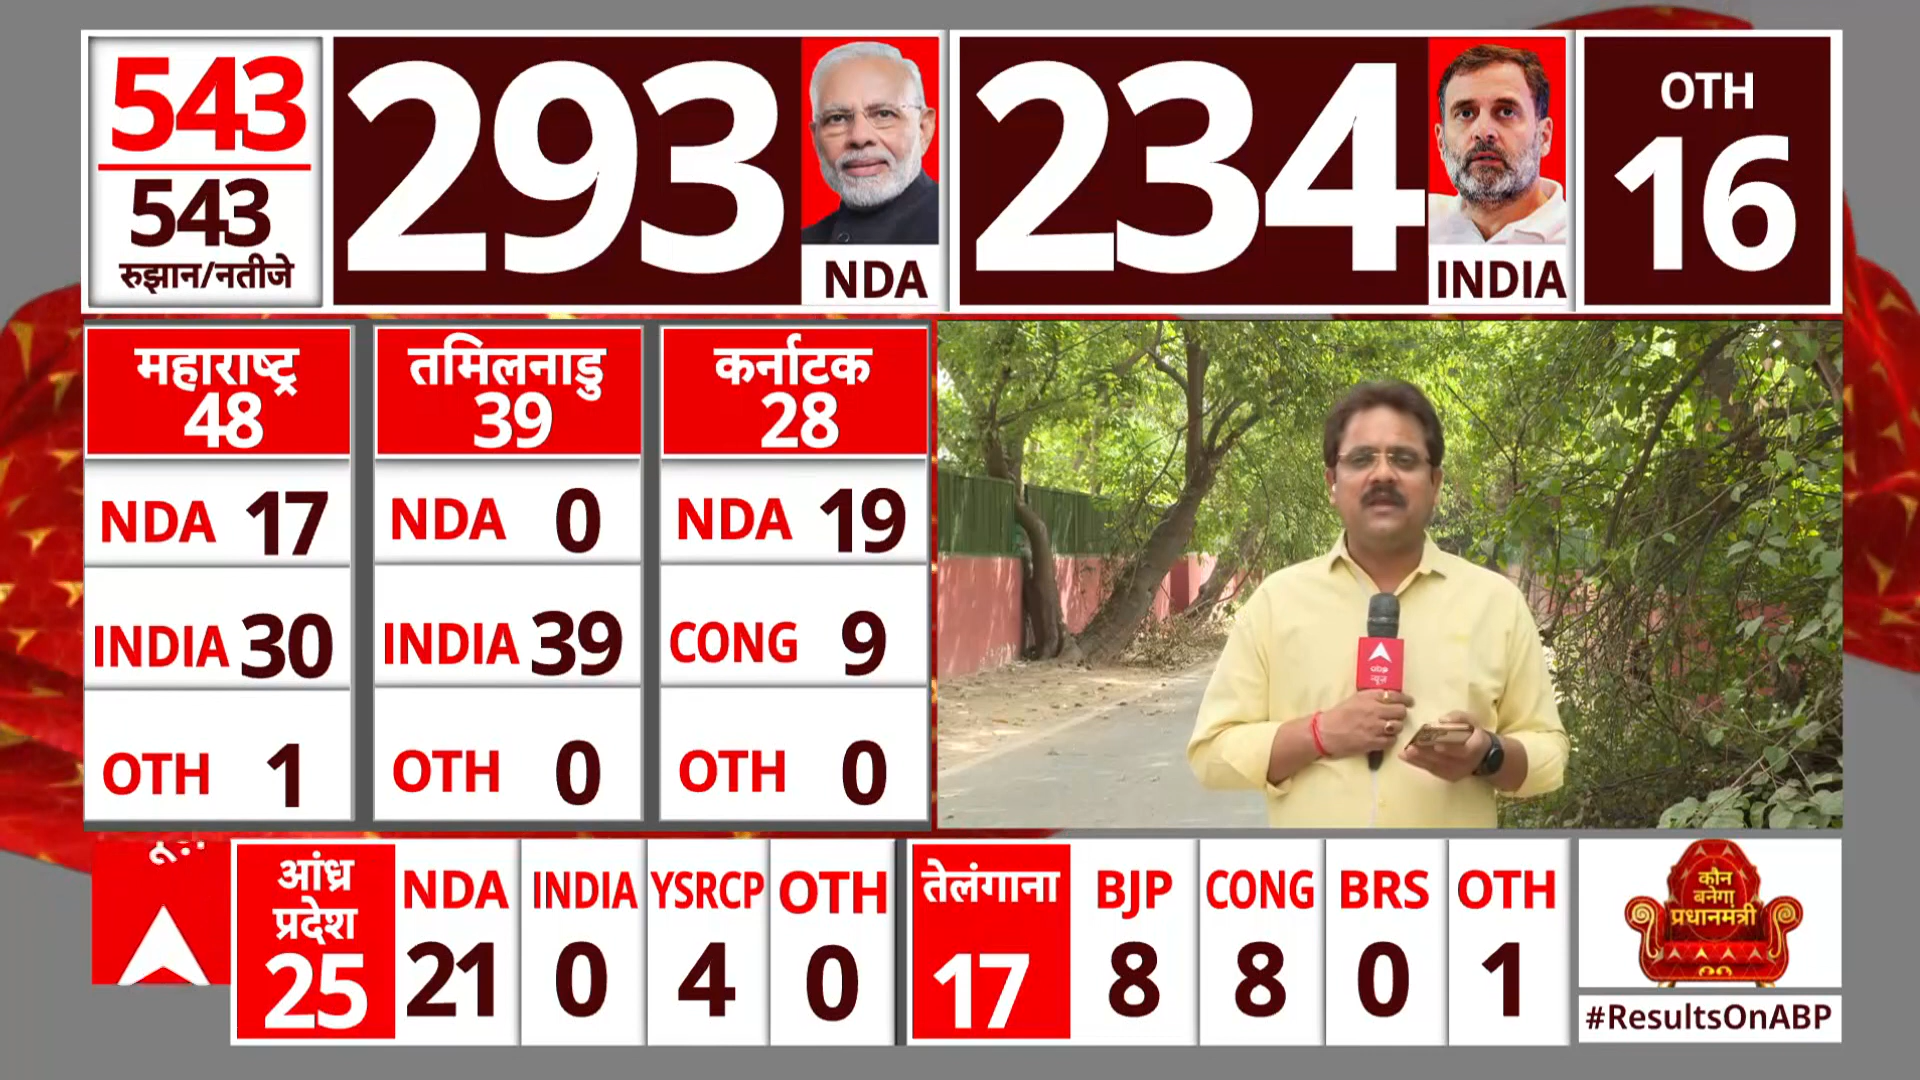 543
543
रुझान/नतीजे
293
NDA
234
INDIA
OTH
16
महाराष्ट्र
48
NDA 17
INDIA 30
OTH 1
तमिलनाडु
39
NDA 0
INDIA 39
OTH 0
कर्नाटक
28
NDA 19
CONG 9
OTH 0
abp
न्यूज़
आंध्र
प्रदेश
25
NDA INDIA YSRCP OTH
21 0 4 0
तेलंगाना
17
BJP CONG BRS OTH
8 8 0 1
कौन
बनेगा
प्रधानमंत्री
#ResultsOnABP